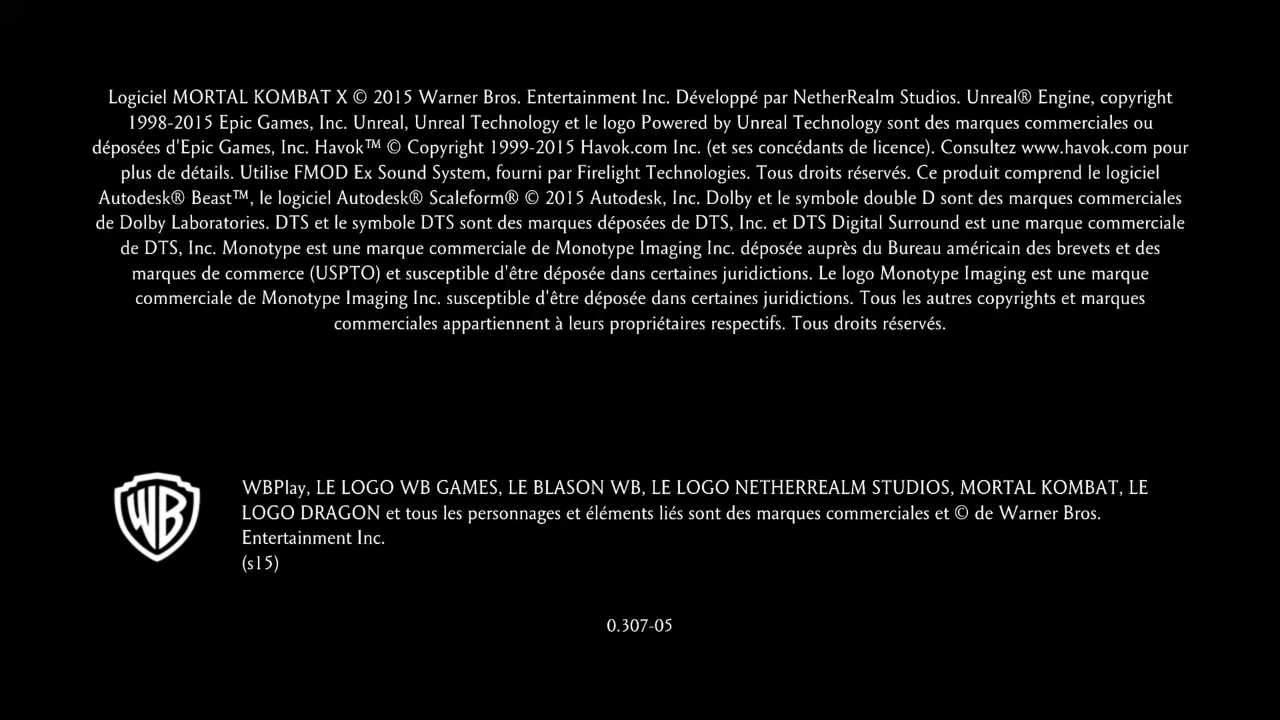 Logiciel MORTAL KOMBAT X © 2015 Warner Bros. Entertainment Inc. Développé par NetherRealm Studios. Unreal® Engine, copyright
1998-2015 Epic Games, Inc. Unreal, Unreal Technology et le logo Powered by Unreal Technology sont des marques commerciales ou
déposées d'Epic Games, Inc. Havok™ © Copyright 1999-2015 Havok.com Inc. (et ses concédants de licence). Consultez www.havok.com pour
plus de détails. Utilise FMOD Ex Sound System, fourni par Firelight Technologies. Tous droits réservés. Ce produit comprend le logiciel
Autodesk® Beast™, le logiciel Autodesk® Scaleform® © 2015 Autodesk, Inc. Dolby et le symbole double D sont des marques commerciales
de Dolby Laboratories. DTS et le symbole DTS sont des marques déposées de DTS, Inc. et DTS Digital Surround est une marque commerciale
de DTS, Inc. Monotype est une marque commerciale de Monotype Imaging Inc. déposée auprès du Bureau américain des brevets et des
marques de commerce (USPTO) et susceptible d'être déposée dans certaines juridictions. Le logo Monotype Imaging est une marque
commerciale de Monotype Imaging Inc. susceptible d'être déposée dans certaines juridictions. Tous les autres copyrights et marques
commerciales appartiennent à leurs propriétaires respectifs. Tous droits réservés.
WB
WBPlay, LE LOGO WB GAMES, LE BLASON WB, LE LOGO NETHERREALM STUDIOS, MORTAL KOMBAT, LE
LOGO DRAGON et tous les personnages et éléments liés sont des marques commerciales et © de Warner Bros.
Entertainment Inc.
(s15)
0.307-05